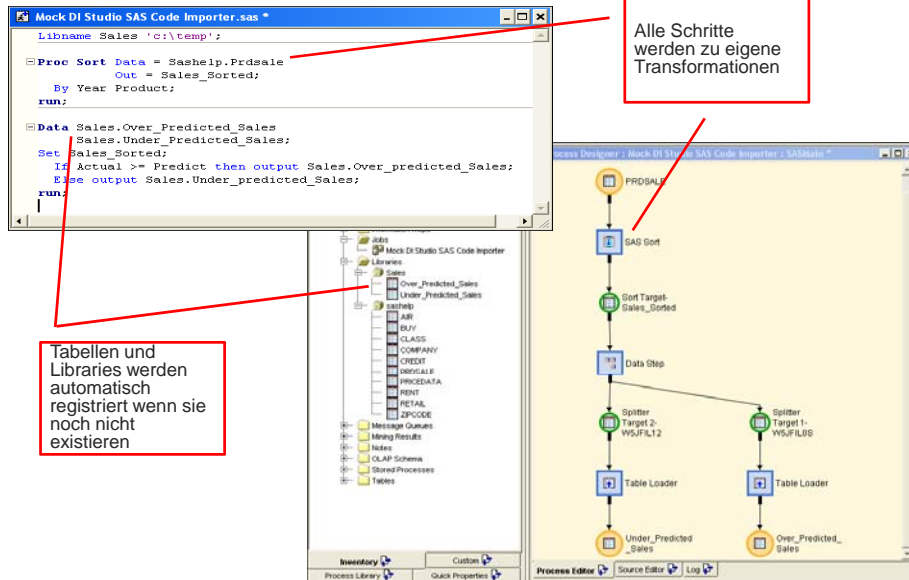 Mock DI Studio SAS Code Importer.sas *
Libname Sales 'c:\temp';
Proc Sort Data = Sashelp.Prdsale
Out = Sales_Sorted;
By Year Product;
run;
Data Sales.Over_Predicted_Sales
Sales.Under_Predicted_Sales;
Set Sales_Sorted;
If Actual >= Predict then output Sales.Over_predicted_Sales;
Else output Sales.Under_predicted_Sales;
run;
Alle Schritte
werden zu eigene
Transformationen
Tabellen und
Libraries werden
automatisch
registriert wenn sie
noch nicht
existieren
Jobs
Mock DI Studio SAS Code Importer
Libraries
Sales
Over_Predicted_Sales
Under_Predicted_Sales
sashelp
AIR
BUY
CLASS
COMPANY
CREDIT
PRDSALE
PRICEDATA
RENT
RETAIL
ZIPCODE
Message Queues
Mining Results
Notes
OLAP Schema
Stored Processes
Tables
Inventory
Custom
Process Library
Quick Properties
Process Designer : Mock DI Studio SAS Code Importer : SASMain *
PRDSALE
SAS Sort
Sort Target-
Sales_Sorted
Data Step
Splitter
Target 2-
W5JFIL12
Splitter
Target 1-
W5JFIL0S
Table Loader
Table Loader
Under_Predicted
_Sales
Over_Predicted_
Sales
Process Editor
Source Editor
Log